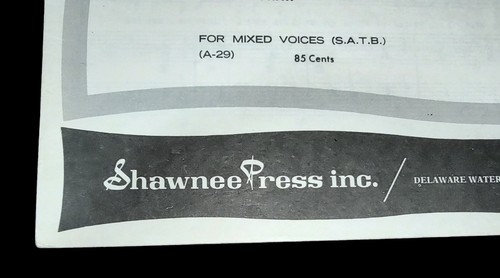 FOR MIXED VOICES (S.A.T.B.)
(A-29) 85 Cents
Shawnee Press inc. / DELAWARE WATER